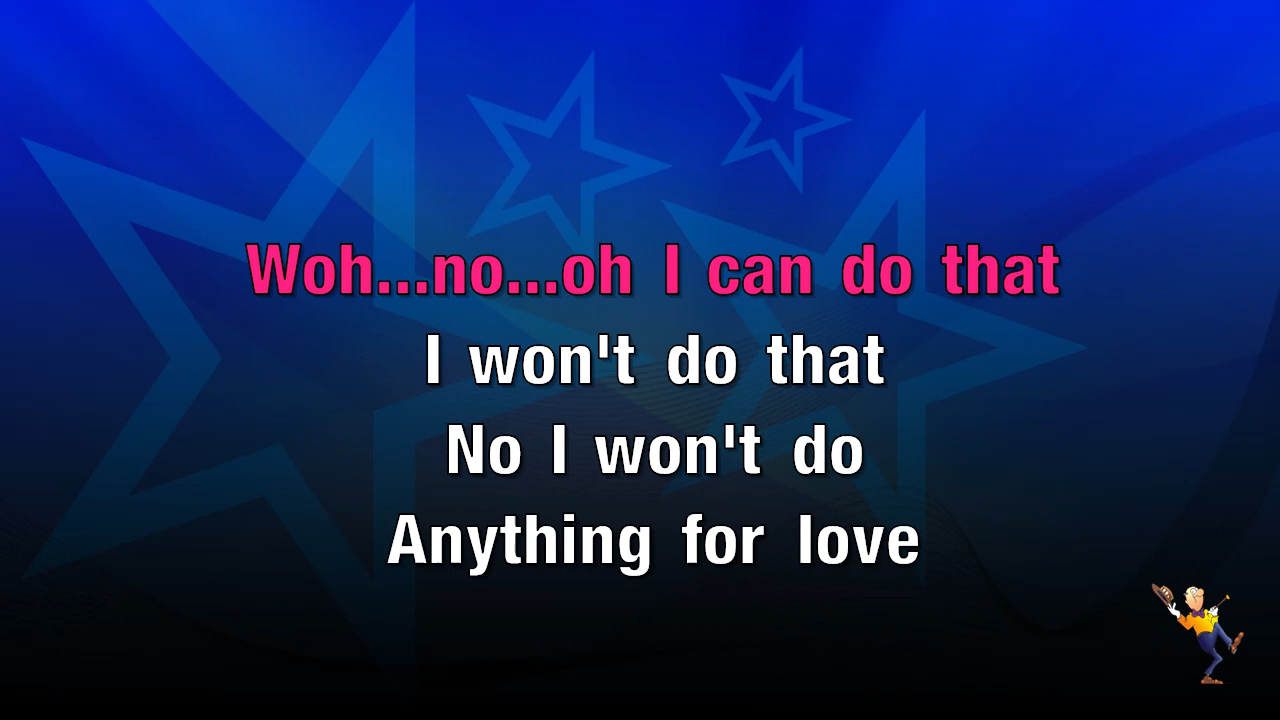 Woh...no...oh I can do that
I won't do that
No I won't do
Anything for love